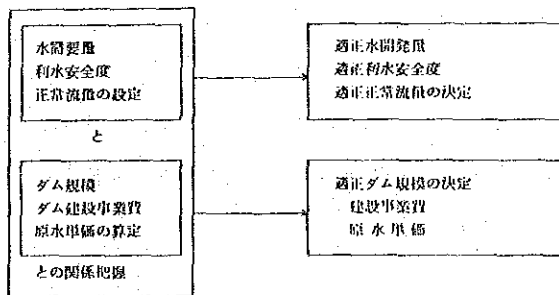 水需要量
利水安全度
正常流量の設定
と
ダム規模
ダム建設事業費
原水単価の算定
との関係把握
適正水開発量
適正利水安全度
適正正常流量の決定
適正ダム規模の決定
建設事業費
原水単価